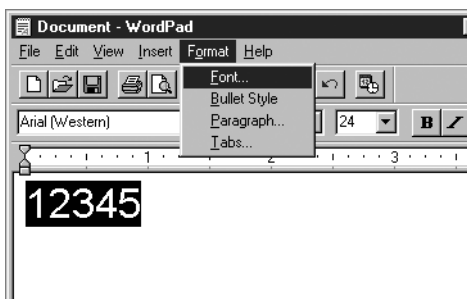 Document - WordPad
File Edit View Insert Format Help
Font...
Bullet Style
Paragraph...
Tabs...
Arial (Western) 24 B I
1 2 3
12345